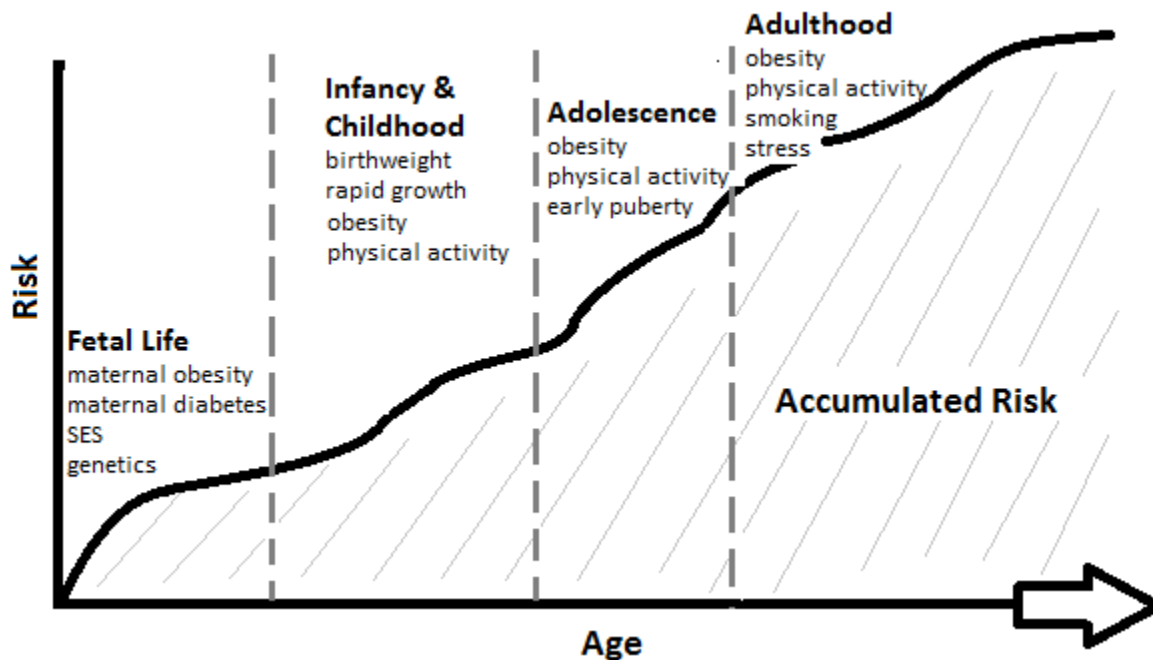 Adulthood
obesity
physical activity
smoking
stress
Infancy &
Childhood
birthweight
rapid growth
obesity
physical activity
Adolescence
obesity
physical activity
early puberty
Risk
Fetal Life
maternal obesity
maternal diabetes
SES
genetics
Accumulated Risk
Age